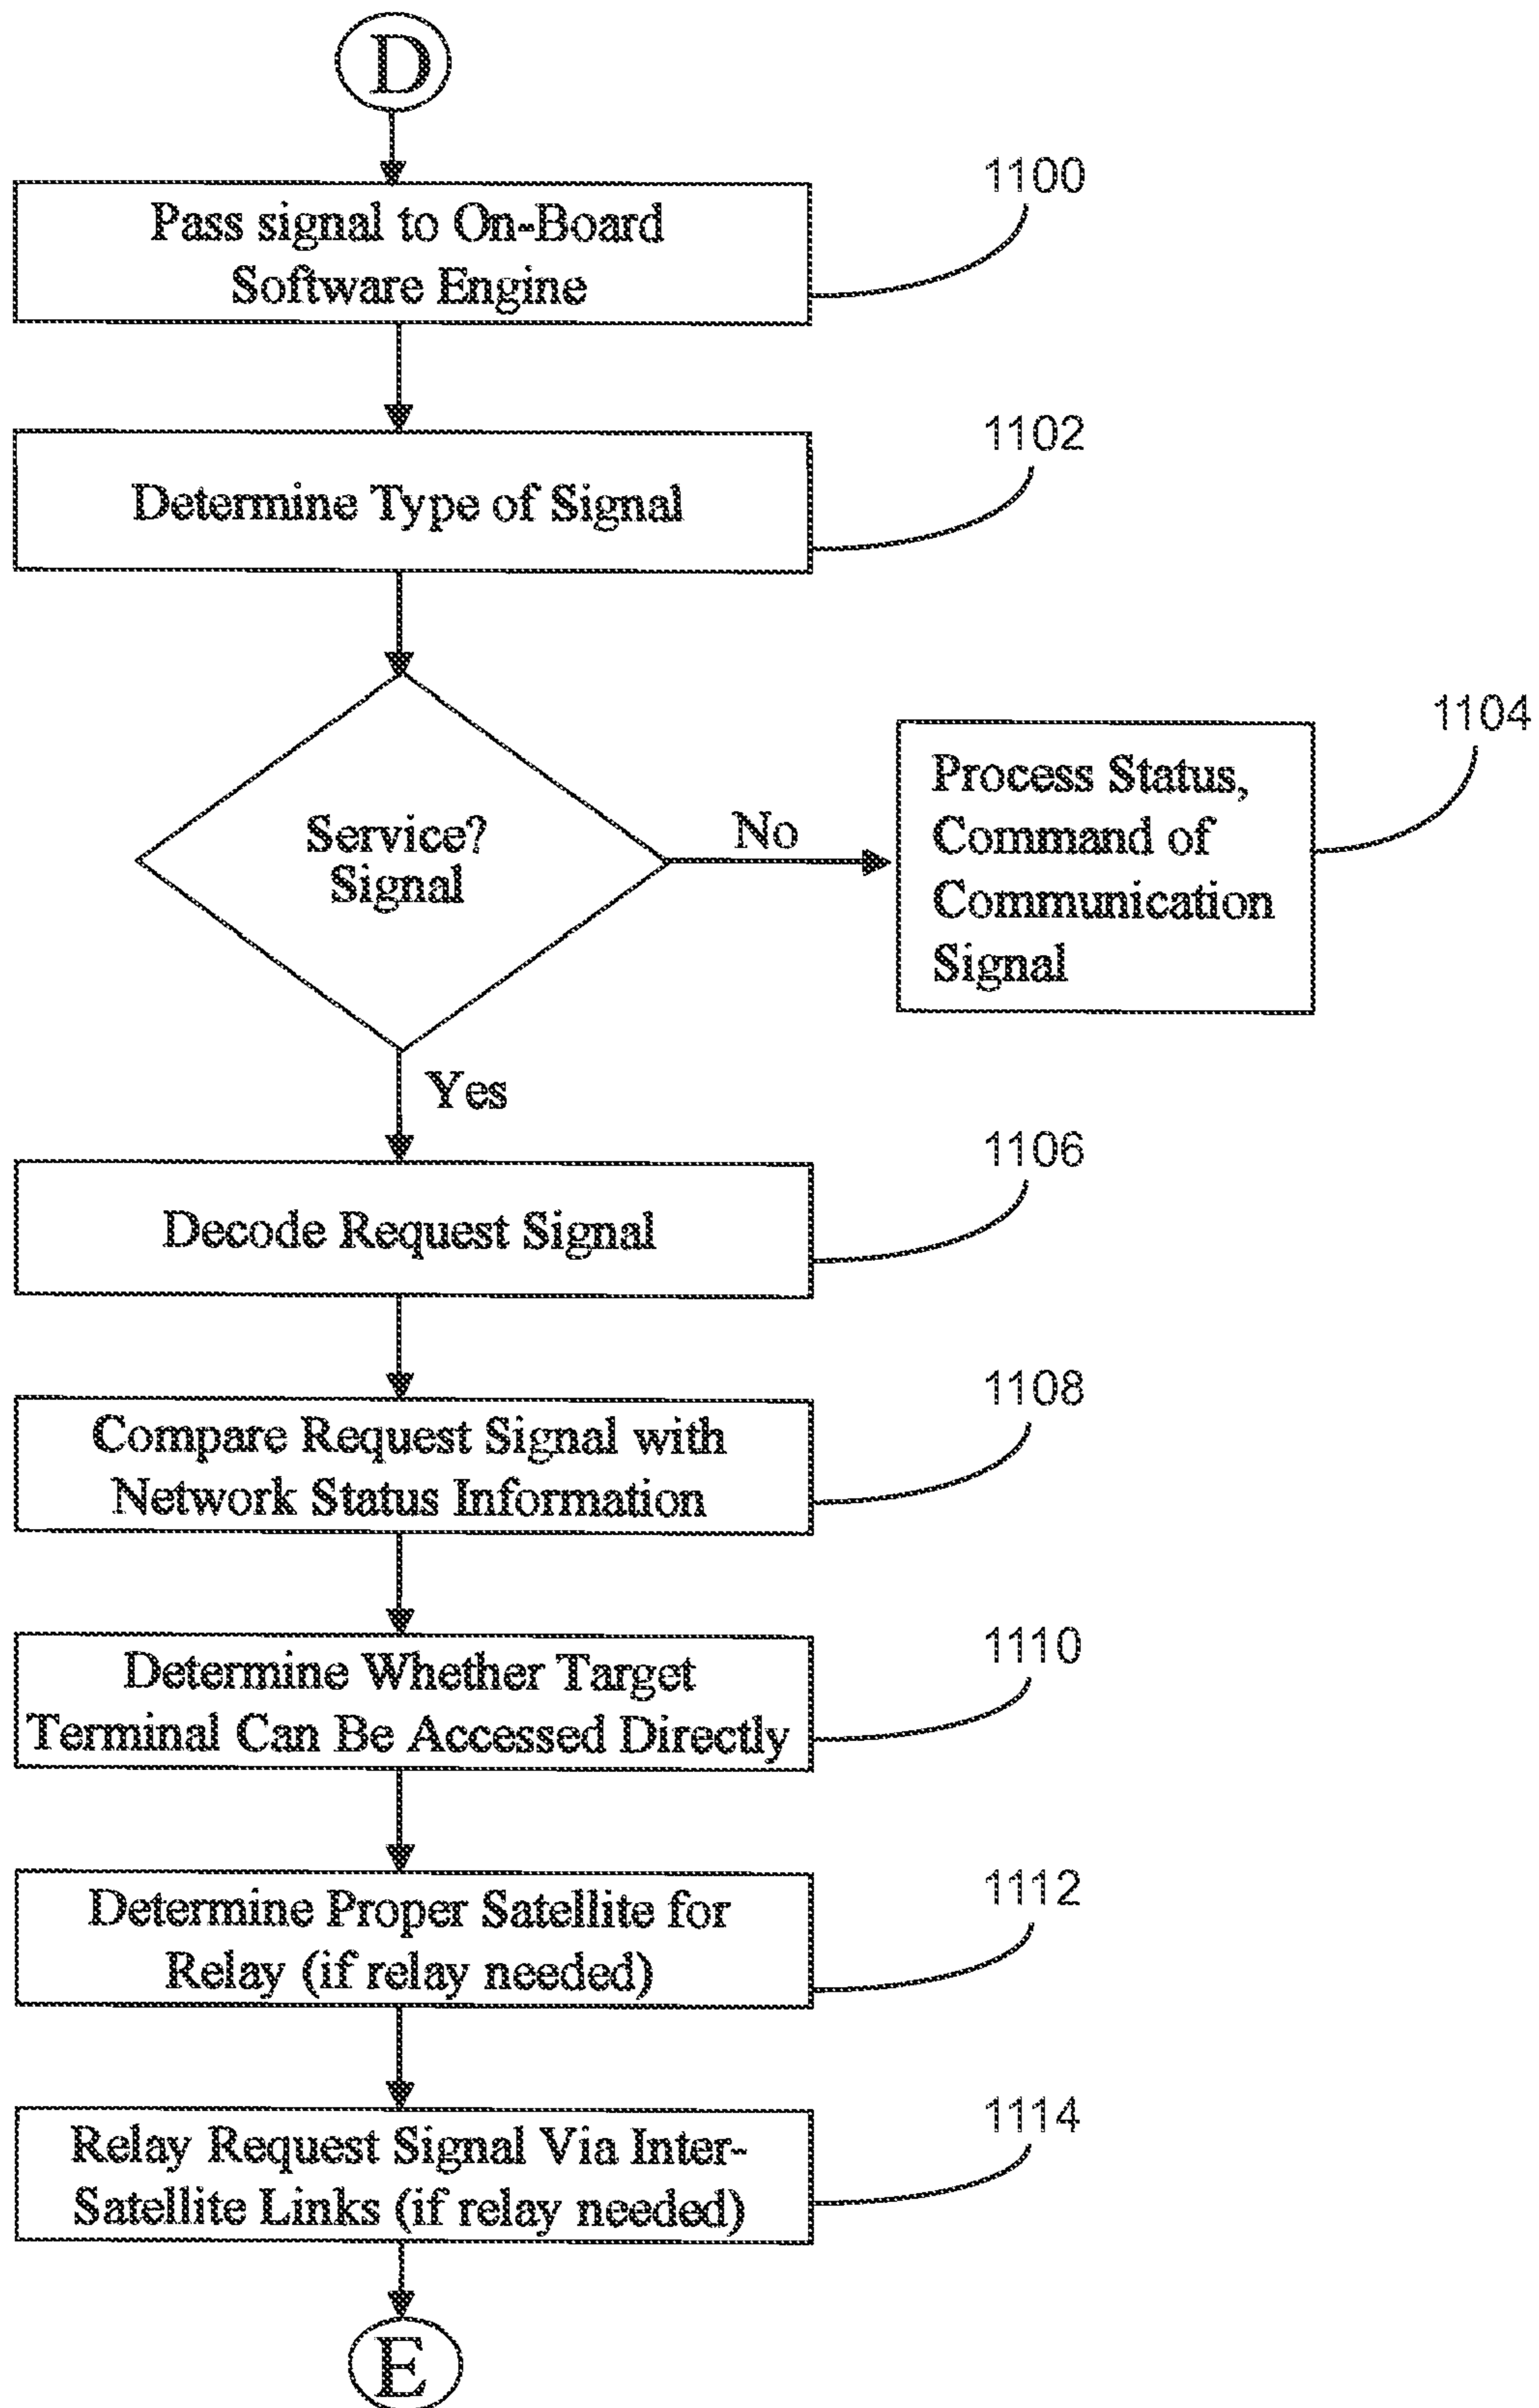 D
1100
Pass signal to On-Board
Software Engine
1102
Determine Type of Signal
1104
Service?
Signal
No
Process Status,
Command of
Communication
Signal
Yes
1106
Decode Request Signal
1108
Compare Request Signal with
Network Status Information
1110
Determine Whether Target
Terminal Can Be Accessed Directly
1112
Determine Proper Satellite for
Relay (if relay needed)
1114
Relay Request Signal Via Inter-
Satellite Links (if relay needed)
E